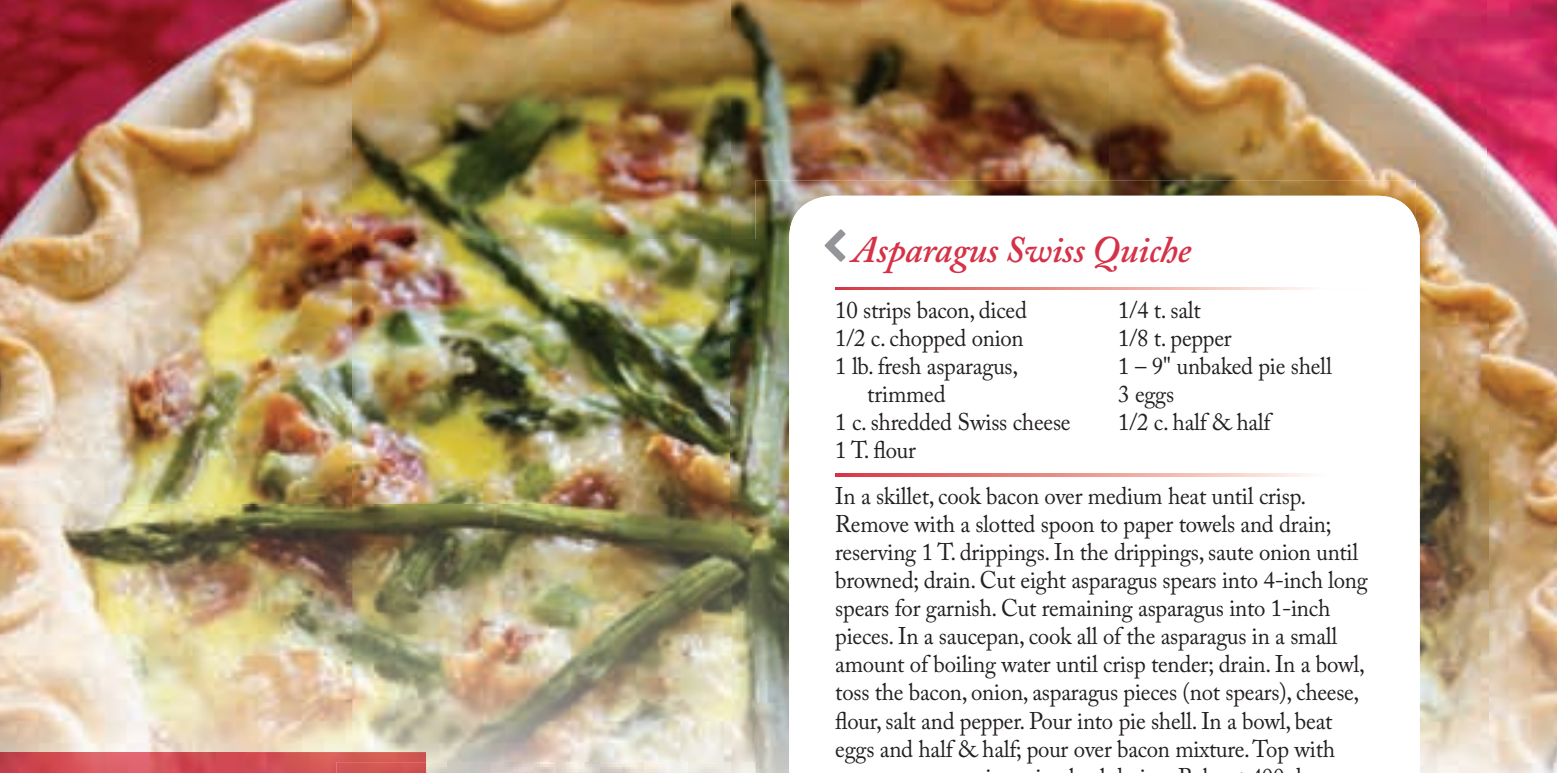 Asparagus Swiss Quiche
10 strips bacon, diced
1/2 c. chopped onion
1 lb. fresh asparagus,
trimmed
1 c. shredded Swiss cheese
1 T. flour
1/4 t. salt
1/8 t. pepper
1 – 9" unbaked pie shell
3 eggs
1/2 c. half & half
In a skillet, cook bacon over medium heat until crisp.
Remove with a slotted spoon to paper towels and drain;
reserving 1 T. drippings. In the drippings, saute onion until
browned; drain. Cut eight asparagus spears into 4-inch long
spears for garnish. Cut remaining asparagus into 1-inch
pieces. In a saucepan, cook all of the asparagus in a small
amount of boiling water until crisp tender; drain. In a bowl,
toss the bacon, onion, asparagus pieces (not spears), cheese,
flour, salt and pepper. Pour into pie shell. In a bowl, beat
eggs and half & half; pour over bacon mixture. Top with